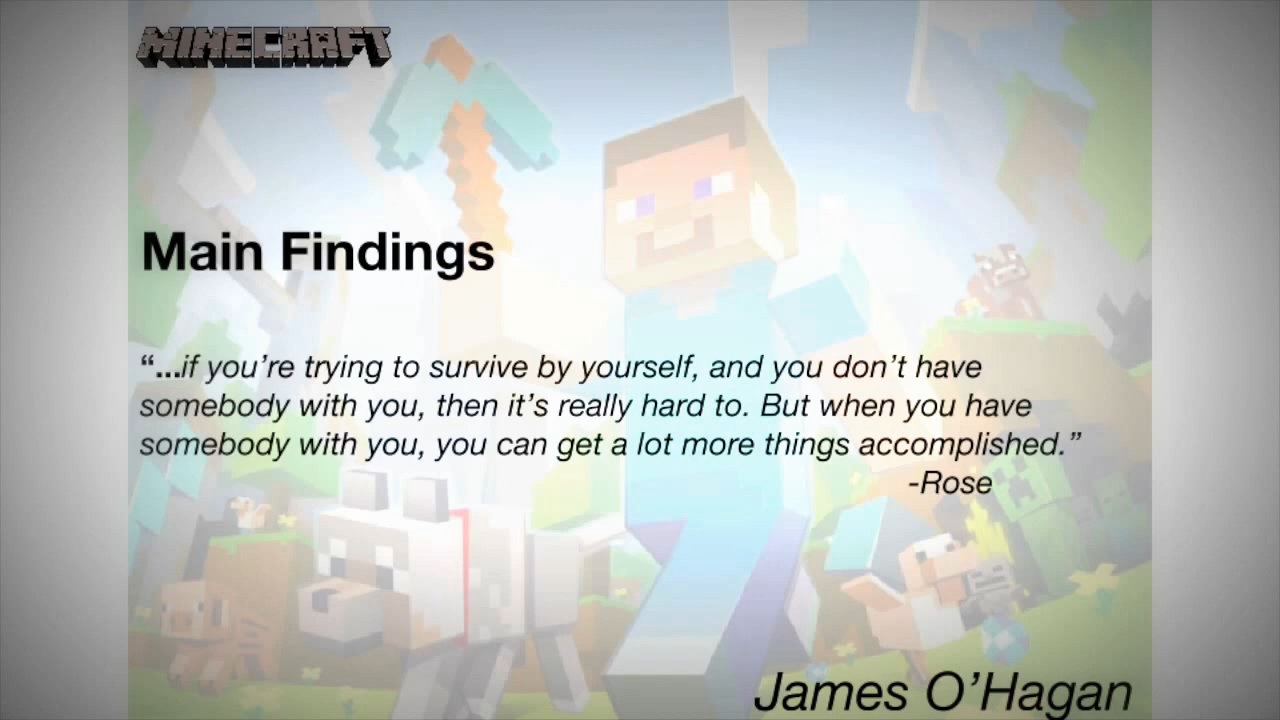 MINECRAFT
Main Findings
“...if you’re trying to survive by yourself, and you don’t have
somebody with you, then it’s really hard to. But when you have
somebody with you, you can get a lot more things accomplished.”
-Rose
James O’Hagan